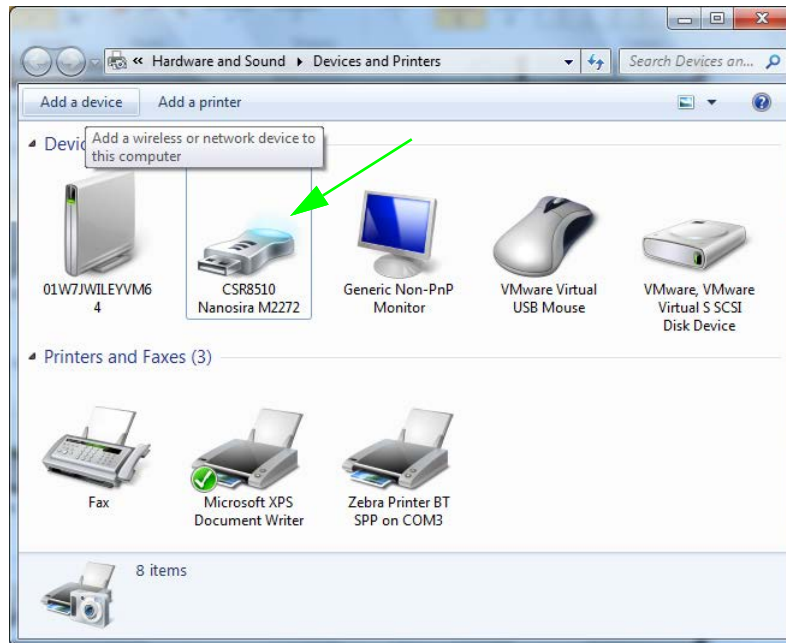 « Hardware and Sound ▸ Devices and Printers
Search Devices an...
Add a device Add a printer
Devic
Add a wireless or network device to
this computer
01W7JWILEYVM6
4
CSR8510
Nanosira M2272
Generic Non-PnP
Monitor
VMware Virtual
USB Mouse
VMware, VMware
Virtual S SCSI
Disk Device
Printers and Faxes (3)
Fax
Microsoft XPS
Document Writer
Zebra Printer BT
SPP on COM3
8 items